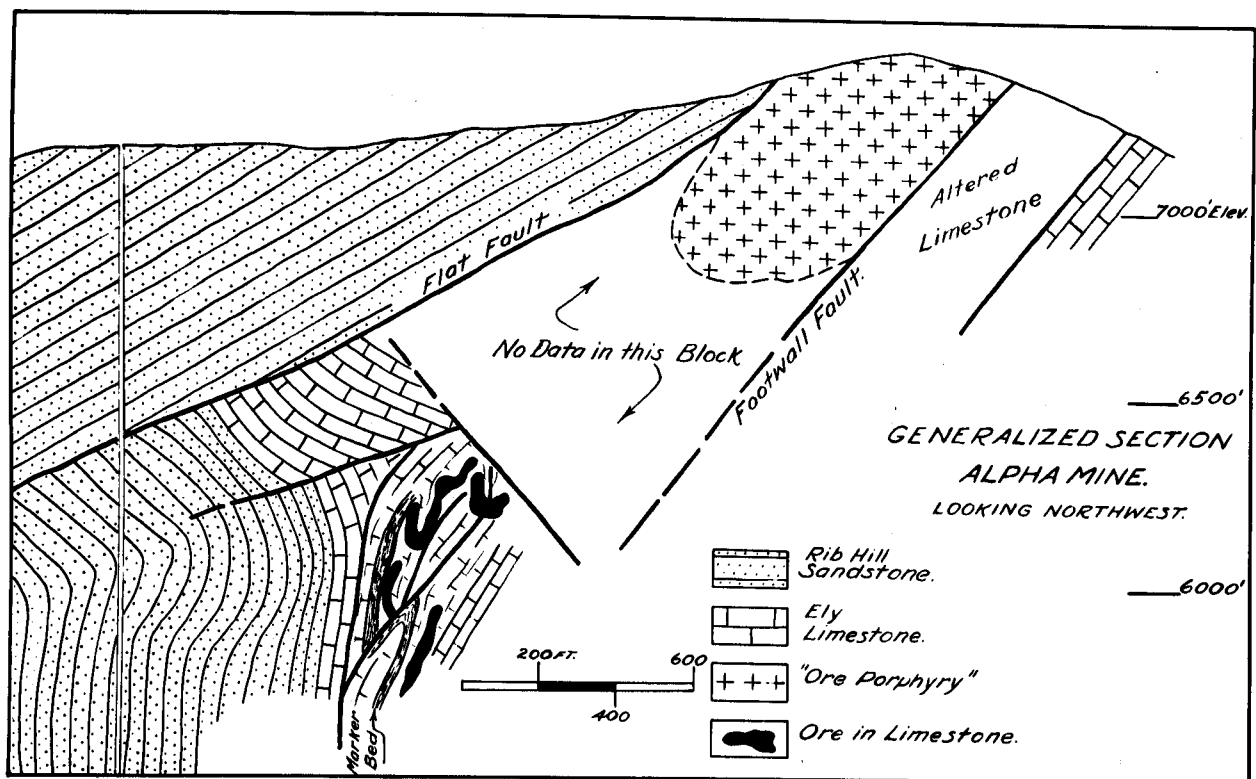 Flat Fault
Altered
Limestone
7000' Elev.
No Data in this Block
Footwall Fault.
6500'
GENERALIZED SECTION
ALPHA MINE.
LOOKING NORTHWEST.
Rib Hill
Sandstone.
6000'
Ely
Limestone.
200 FT.
600
400
"Ore Porphyry"
Ore in Limestone.
Marker
Bed